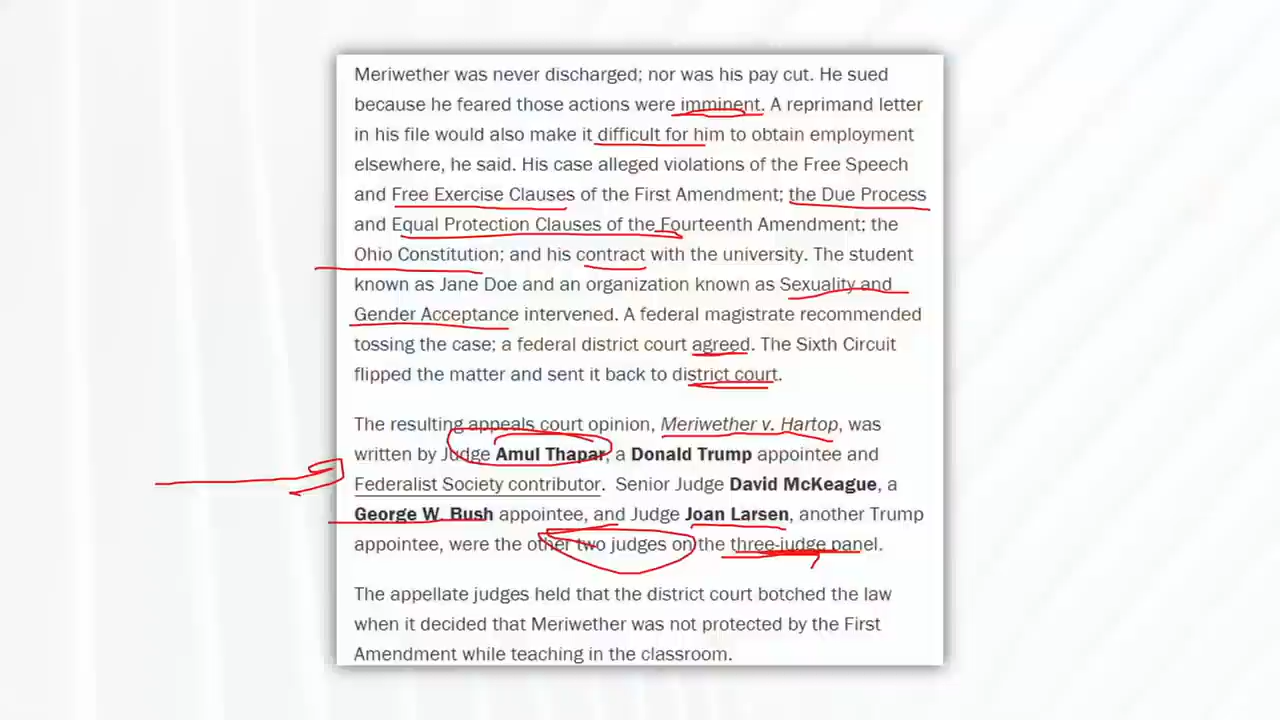 Meriwether was never discharged; nor was his pay cut. He sued
because he feared those actions were imminent. A reprimand letter
in his file would also make it difficult for him to obtain employment
elsewhere, he said. His case alleged violations of the Free Speech
and Free Exercise Clauses of the First Amendment; the Due Process
and Equal Protection Clauses of the Fourteenth Amendment; the
Ohio Constitution; and his contract with the university. The student
known as Jane Doe and an organization known as Sexuality and
Gender Acceptance intervened. A federal magistrate recommended
tossing the case; a federal district court agreed. The Sixth Circuit
flipped the matter and sent it back to district court.
The resulting appeals court opinion, Meriwether v. Hartop, was
written by Judge Amul Thapar, a Donald Trump appointee and
Federalist Society contributor. Senior Judge David McKeague, a
George W. Bush appointee, and Judge Joan Larsen, another Trump
appointee, were the other two judges on the three-judge panel.
The appellate judges held that the district court botched the law
when it decided that Meriwether was not protected by the First
Amendment while teaching in the classroom.